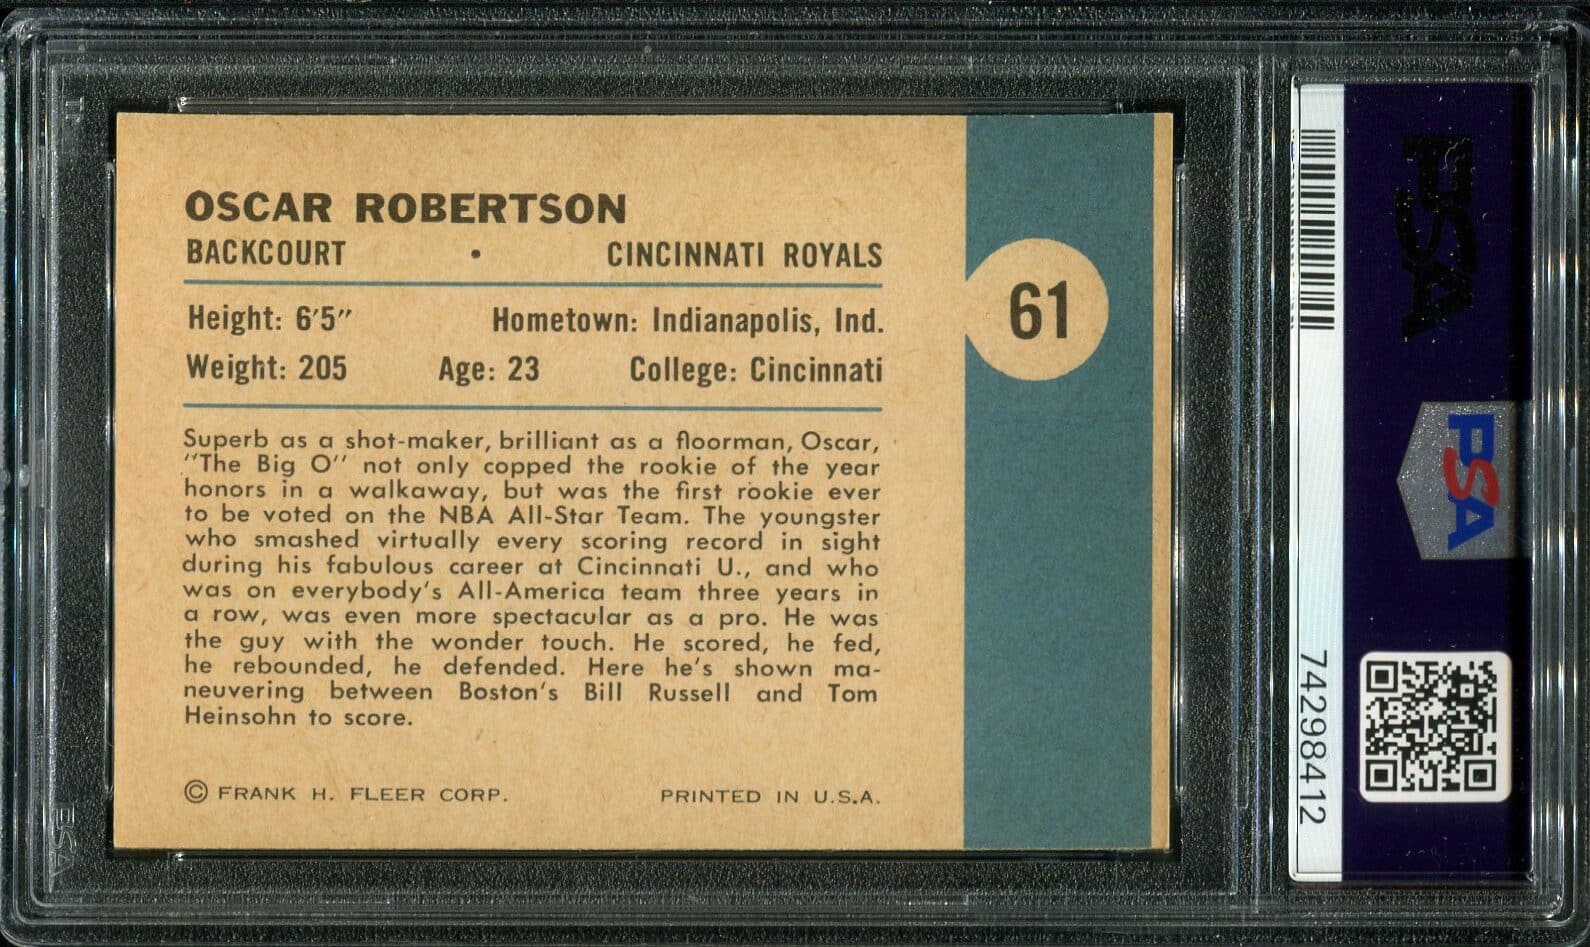 OSCAR ROBERTSON
BACKCOURT • CINCINNATI ROYALS
Height: 6'5" Hometown: Indianapolis, Ind.
Weight: 205 Age: 23 College: Cincinnati
61
Superb as a shot-maker, brilliant as a floorman, Oscar,
"The Big O" not only copped the rookie of the year
honors in a walkaway, but was the first rookie ever
to be voted on the NBA All-Star Team. The youngster
who smashed virtually every scoring record in sight
during his fabulous career at Cincinnati U., and who
was on everybody's All-America team three years in
a row, was even more spectacular as a pro. He was
the guy with the wonder touch. He scored, he fed,
he rebounded, he defended. Here he's shown ma-
neuvering between Boston's Bill Russell and Tom
Heinsohn to score.
© FRANK H. FLEER CORP. PRINTED IN U.S.A.
PSA
PSA
74298412
PSA